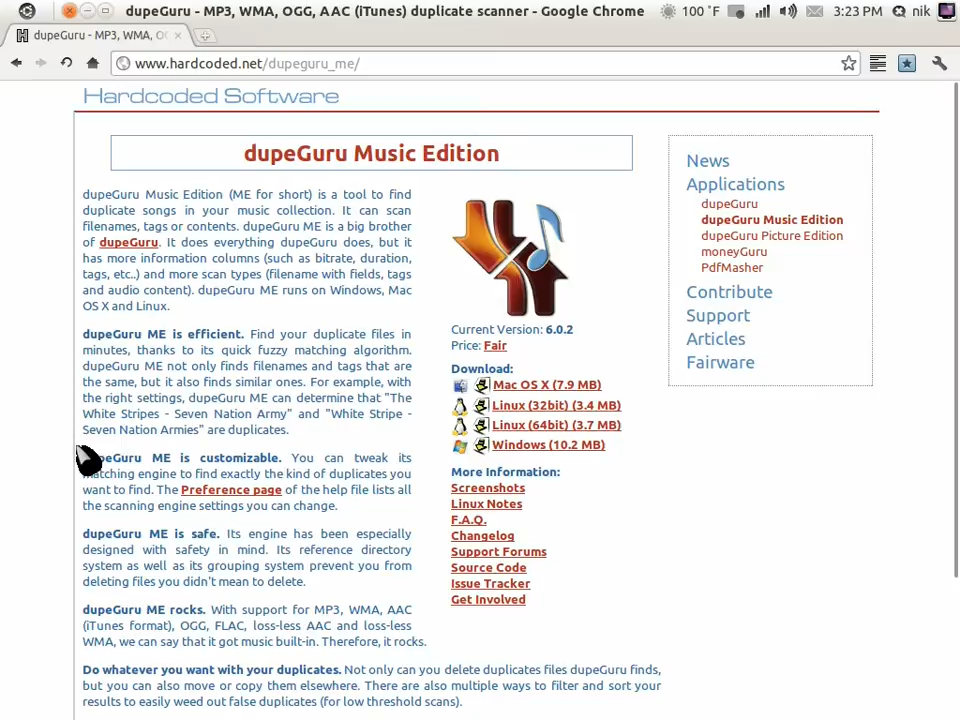 dupeGuru - MP3, WMA, OGG, AAC (iTunes) duplicate scanner - Google Chrome
100 °F
3:23 PM
nik
dupeGuru - MP3, WMA, O
www.hardcoded.net/dupeguru_me/
Hardcoded Software
dupeGuru Music Edition
dupeGuru Music Edition (ME for short) is a tool to find
duplicate songs in your music collection. It can scan
filenames, tags or contents. dupeGuru ME is a big brother
of dupeGuru. It does everything dupeGuru does, but it
has more information columns (such as bitrate, duration,
tags, etc..) and more scan types (filename with fields, tags
and audio content). dupeGuru ME runs on Windows, Mac
OS X and Linux.
dupeGuru ME is efficient. Find your duplicate files in
minutes, thanks to its quick fuzzy matching algorithm.
dupeGuru ME not only finds filenames and tags that are
the same, but it also finds similar ones. For example, with
the right settings, dupeGuru ME can determine that "The
White Stripes - Seven Nation Army" and "White Stripe -
Seven Nation Armies" are duplicates.
peGuru ME is customizable. You can tweak its
matching engine to find exactly the kind of duplicates you
want to find. The Preference page of the help file lists all
the scanning engine settings you can change.
dupeGuru ME is safe. Its engine has been especially
designed with safety in mind. Its reference directory
system as well as its grouping system prevent you from
deleting files you didn't mean to delete.
dupeGuru ME rocks. With support for MP3, WMA, AAC
(iTunes format), OGG, FLAC, loss-less AAC and loss-less
WMA, we can say that it got music built-in. Therefore, it rocks.
Do whatever you want with your duplicates. Not only can you delete duplicates files dupeGuru finds,
but you can also move or copy them elsewhere. There are also multiple ways to filter and sort your
results to easily weed out false duplicates (for low threshold scans).
Current Version: 6.0.2
Price: Fair
Download:
Mac OS X (7.9 MB)
Linux (32bit) (3.4 MB)
Linux (64bit) (3.7 MB)
Windows (10.2 MB)
More Information:
Screenshots
Linux Notes
F.A.Q.
Changelog
Support Forums
Source Code
Issue Tracker
Get Involved
News
Applications
dupeGuru
dupeGuru Music Edition
dupeGuru Picture Edition
moneyGuru
PdfMasher
Contribute
Support
Articles
Fairware